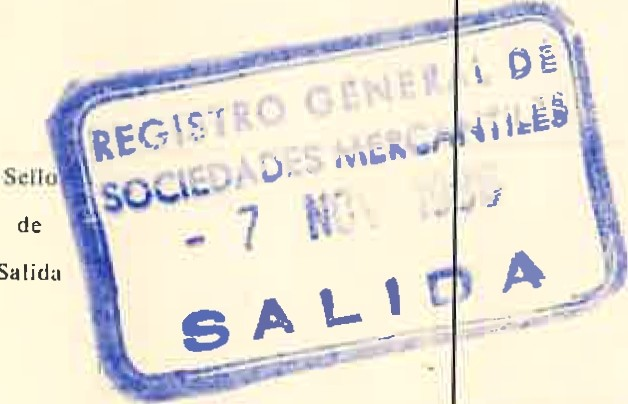 Sello
de
Salida
REGISTRO GENERAL DE
SOCIEDADES MERCANTILES
- 7 NOV
SALIDA